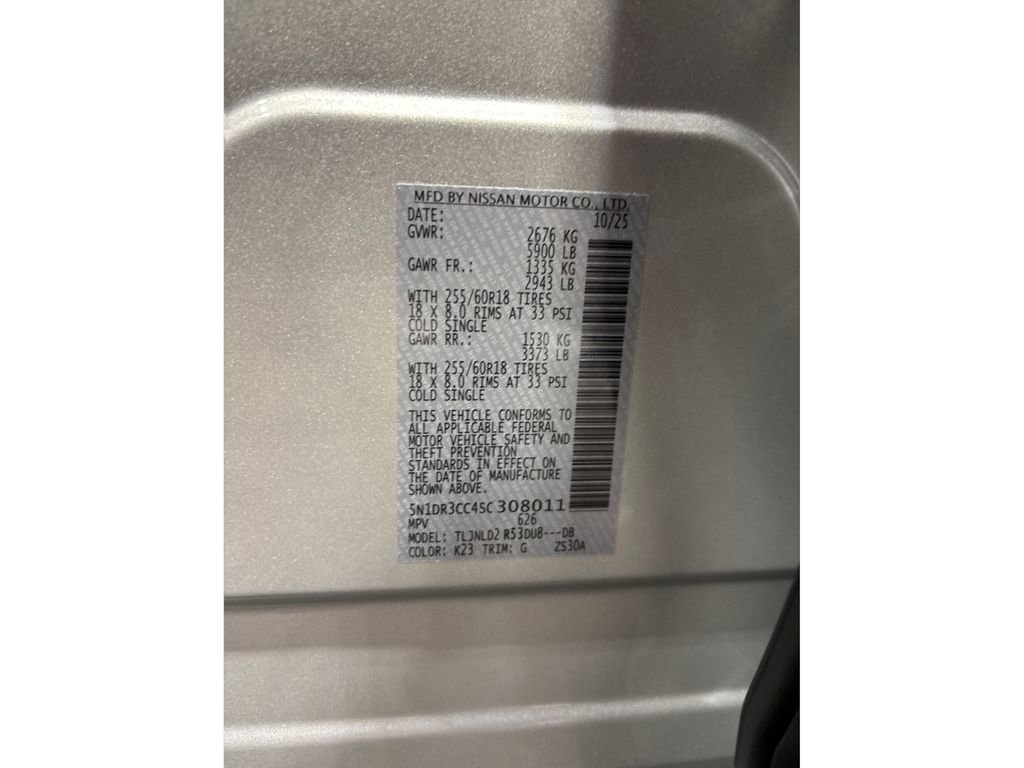 MFD BY NISSAN MOTOR CO., LTD.
DATE: 10/25
GVWR: 2676 KG
5900 LB
GAWR FR.: 1335 KG
2943 LB
WITH 255/60R18 TIRES
18 X 8.0 RIMS AT 33 PSI
COLD SINGLE
GAWR RR.: 1530 KG
3373 LB
WITH 255/60R18 TIRES
18 X 8.0 RIMS AT 33 PSI
COLD SINGLE
THIS VEHICLE CONFORMS TO
ALL APPLICABLE FEDERAL
MOTOR VEHICLE SAFETY AND
THEFT PREVENTION
STANDARDS IN EFFECT ON
THE DATE OF MANUFACTURE
SHOWN ABOVE.
5N1DR3CC4SC308011
MPV 626
MODEL: TLJNLD2 R53DU8---DB
COLOR: K23 TRIM: G ZS30A